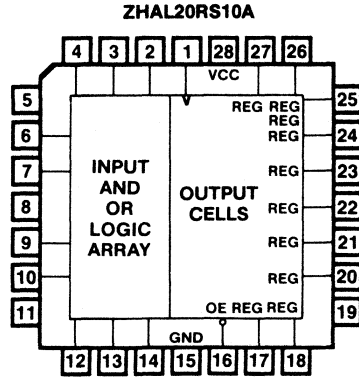 ZHAL20RS10A
4 3 2 1 28 27 26
VCC
5 25
REG REG
REG
6 REG 24
INPUT
AND
OR
LOGIC
ARRAY
OUTPUT
CELLS
7 REG 23
8 REG 22
9 REG 21
10 REG 20
11 19
OE REG REG
GND
12 13 14 15 16 17 18